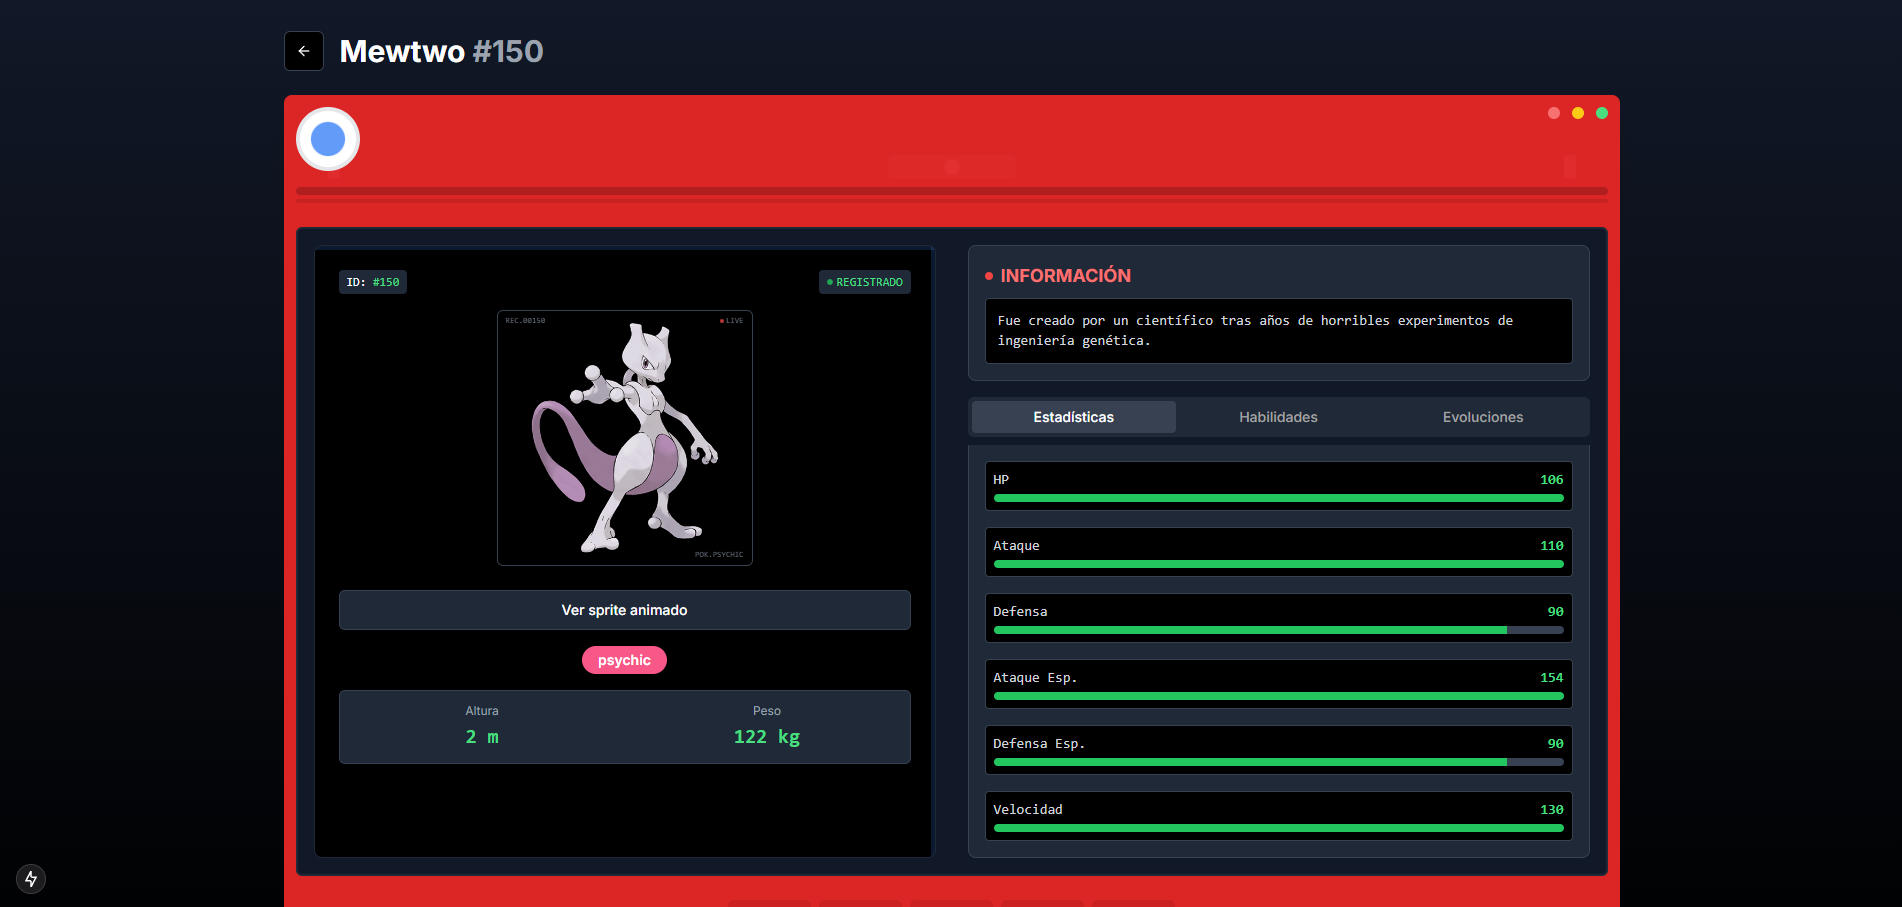 Mewtwo #150
ID: #150
REGISTRADO
REC.00150
LIVE
POK.PSYCHIC
Ver sprite animado
psychic
Altura
2 m
Peso
122 kg
INFORMACIÓN
Fue creado por un científico tras años de horribles experimentos de
ingeniería genética.
Estadísticas
Habilidades
Evoluciones
HP
106
Ataque
110
Defensa
90
Ataque Esp.
154
Defensa Esp.
90
Velocidad
130